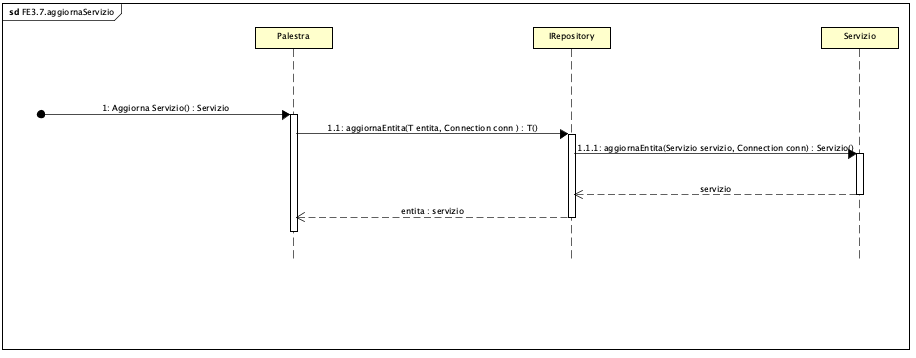 sd FE3.7.aggiornaServizio
Palestra
IRepository
Servizio
1: Aggiorna Servizio() : Servizio
1.1: aggiornaEntita(T entita, Connection conn ) : T()
1.1.1: aggiornaEntita(Servizio servizio, Connection conn) : Servizio()
servizio
entita : servizio